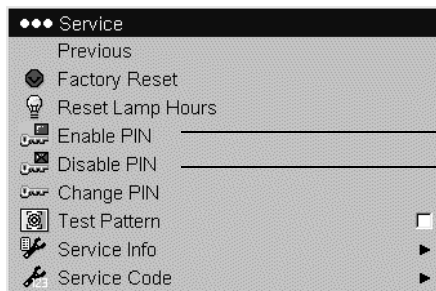 Service
Previous
Factory Reset
Reset Lamp Hours
Enable PIN
Disable PIN
Change PIN
Test Pattern
Service Info
123
Service Code